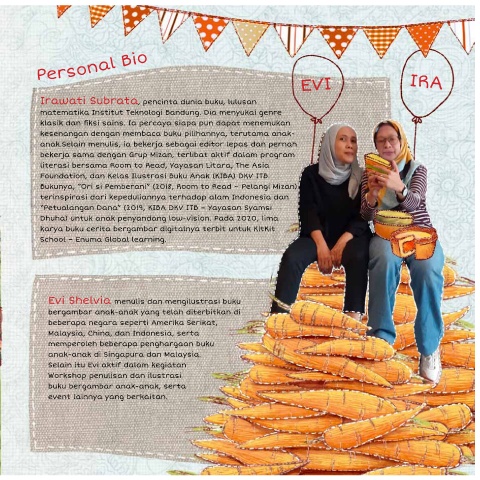 Personal Bio
EVI
IRA
Irawati Subrata, pencinta dunia buku, lulusan
matematika Institut Teknologi Bandung. Dia menyukai genre
klasik dan fiksi sains. Ia percaya siapa pun dapat menemukan
kesenangan dengan membaca buku pilihannya, terutama anak-
anak.Selain menulis, ia bekerja sebagai editor lepas dan pernah
bekerja sama dengan Grup Mizan, terlibat aktif dalam program
literasi bersama Room to Read, Yayasan Litara, The Asia
Foundation, dan Kelas Ilustrasi Buku Anak (KIBA) DKV ITB.
Bukunya, "Ori si Pemberani" (2018, Room to Read - Pelangi Mizan)
terinspirasi dari kepeduliannya terhadap alam Indonesia dan
"Petualangan Dana" (2019, KIBA DKV ITB - Yayasan Syamsi
Dhuha) untuk anak penyandang low-vision. Pada 2020, lima
karya buku cerita bergambar digitalnya terbit untuk KitKit
School - Enuma Global learning.
Evi Shelvia menulis dan mengilustrasi buku
bergambar anak-anak yang telah diterbitkan di
beberapa negara seperti Amerika Serikat,
Malaysia, China, dan Indonesia, serta
memperoleh beberapa penghargaan buku
anak-anak di Singapura dan Malaysia.
Selain itu Evi aktif dalam kegiatan
Workshop penulisan dan ilustrasi
buku bergambar anak-anak, serta
event lainnya yang berkaitan.